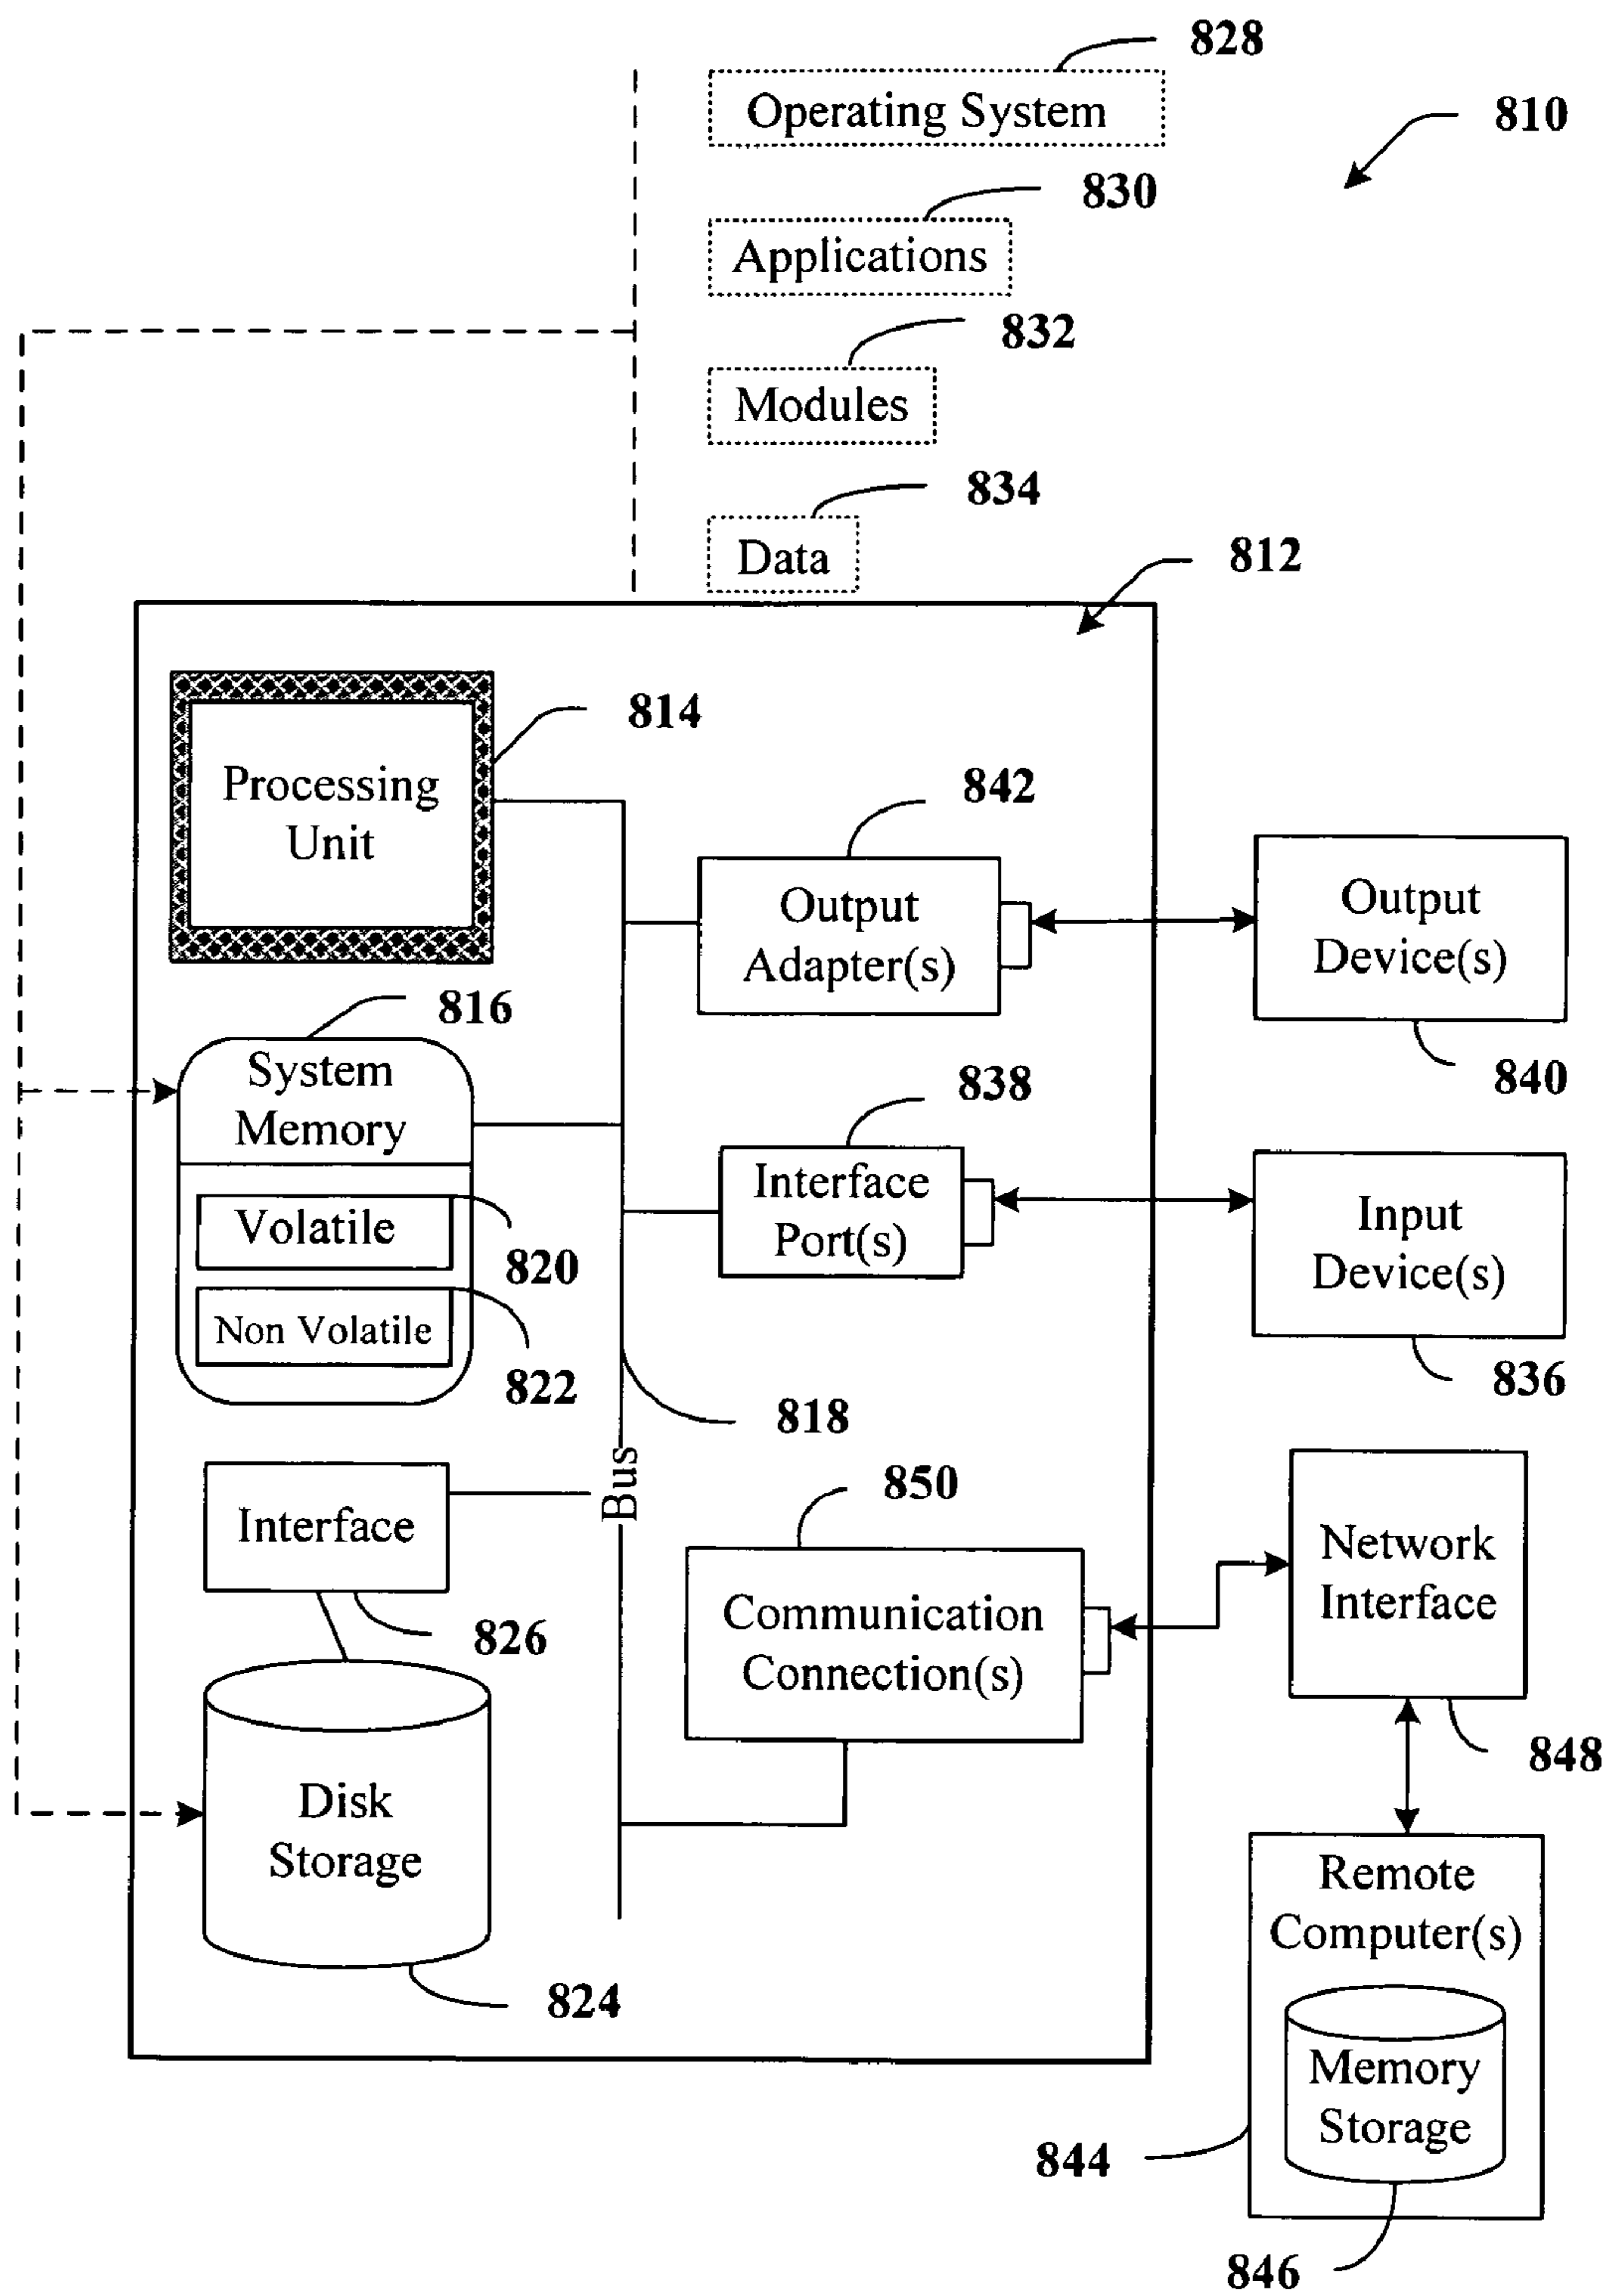 828
Operating System
810
830
Applications
832
Modules
834
Data
812
814
Processing
Unit
842
Output
Adapter(s)
Output
Device(s)
840
816
System
Memory
838
Interface
Port(s)
Input
Device(s)
836
Volatile
820
Non Volatile
822
818
Bus
850
Interface
826
Communication
Connection(s)
Network
Interface
848
Disk
Storage
824
Remote
Computer(s)
Memory
Storage
844
846